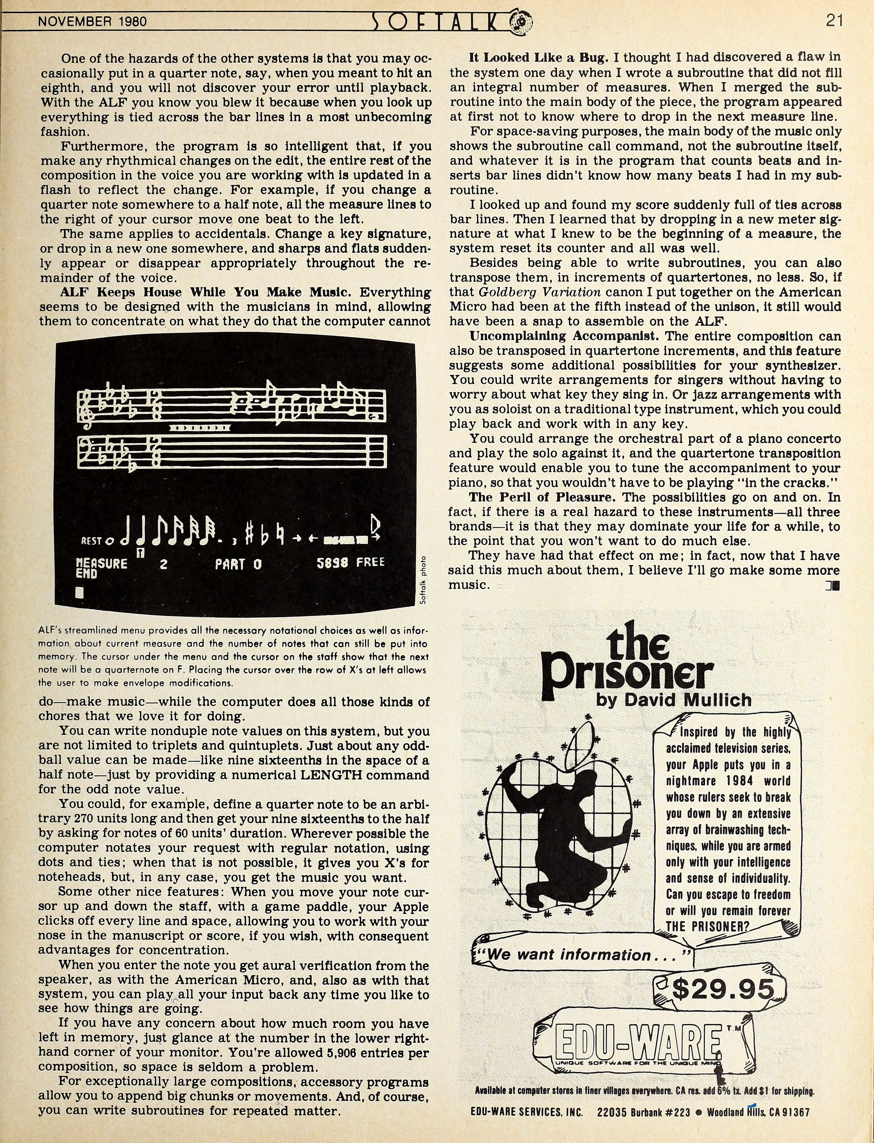 NOVEMBER 1980
SOFTALK
21
One of the hazards of the other systems is that you may oc-
casionally put in a quarter note, say, when you meant to hit an
eighth, and you will not discover your error until playback.
With the ALF you know you blew it because when you look up
everything is tied across the bar lines in a most unbecoming
fashion.
Furthermore, the program is so intelligent that, if you
make any rhythmical changes on the edit, the entire rest of the
composition in the voice you are working with is updated in a
flash to reflect the change. For example, if you change a
quarter note somewhere to a half note, all the measure lines to
the right of your cursor move one beat to the left.
The same applies to accidentals. Change a key signature,
or drop in a new one somewhere, and sharps and flats sudden-
ly appear or disappear appropriately throughout the re-
mainder of the voice.
ALF Keeps House While You Make Music. Everything
seems to be designed with the musicians in mind, allowing
them to concentrate on what they do that the computer cannot
REST
MEASURE 2 PART 0 5898 FREE
END
Softalk photo
ALF's streamlined menu provides all the necessary notational choices as well as infor-
mation about current measure and the number of notes that can still be put into
memory. The cursor under the menu and the cursor on the staff show that the next
note will be a quarternote on F. Placing the cursor over the row of X's at left allows
the user to make envelope modifications.
do—make music—while the computer does all those kinds of
chores that we love it for doing.
You can write nonduple note values on this system, but you
are not limited to triplets and quintuplets. Just about any odd-
ball value can be made—like nine sixteenths in the space of a
half note—just by providing a numerical LENGTH command
for the odd note value.
You could, for example, define a quarter note to be an arbi-
trary 270 units long and then get your nine sixteenths to the half
by asking for notes of 60 units' duration. Wherever possible the
computer notates your request with regular notation, using
dots and ties; when that is not possible, it gives you X's for
noteheads, but, in any case, you get the music you want.
Some other nice features: When you move your note cur-
sor up and down the staff, with a game paddle, your Apple
clicks off every line and space, allowing you to work with your
nose in the manuscript or score, if you wish, with consequent
advantages for concentration.
When you enter the note you get aural verification from the
speaker, as with the American Micro, and, also as with that
system, you can play all your input back any time you like to
see how things are going.
If you have any concern about how much room you have
left in memory, just glance at the number in the lower right-
hand corner of your monitor. You're allowed 5,906 entries per
composition, so space is seldom a problem.
For exceptionally large compositions, accessory programs
allow you to append big chunks or movements. And, of course,
you can write subroutines for repeated matter.
It Looked Like a Bug. I thought I had discovered a flaw in
the system one day when I wrote a subroutine that did not fill
an integral number of measures. When I merged the sub-
routine into the main body of the piece, the program appeared
at first not to know where to drop in the next measure line.
For space-saving purposes, the main body of the music only
shows the subroutine call command, not the subroutine itself,
and whatever it is in the program that counts beats and in-
serts bar lines didn't know how many beats I had in my sub-
routine.
I looked up and found my score suddenly full of ties across
bar lines. Then I learned that by dropping in a new meter sig-
nature at what I knew to be the beginning of a measure, the
system reset its counter and all was well.
Besides being able to write subroutines, you can also
transpose them, in increments of quartertones, no less. So, if
that Goldberg Variation canon I put together on the American
Micro had been at the fifth instead of the unison, it still would
have been a snap to assemble on the ALF.
Uncomplaining Accompanist. The entire composition can
also be transposed in quartertone increments, and this feature
suggests some additional possibilities for your synthesizer.
You could write arrangements for singers without having to
worry about what key they sing in. Or jazz arrangements with
you as soloist on a traditional type instrument, which you could
play back and work with in any key.
You could arrange the orchestral part of a piano concerto
and play the solo against it, and the quartertone transposition
feature would enable you to tune the accompaniment to your
piano, so that you wouldn't have to be playing "in the cracks."
The Peril of Pleasure. The possibilities go on and on. In
fact, if there is a real hazard to these instruments—all three
brands—it is that they may dominate your life for a while, to
the point that you won't want to do much else.
They have had that effect on me; in fact, now that I have
said this much about them, I believe I'll go make some more
music.
the
Prisoner
by David Mullich
Inspired by the highly
acclaimed television series,
your Apple puts you in a
nightmare 1984 world
whose rulers seek to break
you down by an extensive
array of brainwashing tech-
niques, while you are armed
only with your intelligence
and sense of individuality.
Can you escape to freedom
or will you remain forever
THE PRISONER?
"We want information..."
$29.95
EDU-WARE T.M.
UNIQUE SOFTWARE FOR THE UNIQUE MIND
Available at computer stores in finer villages everywhere. CA res. add 6% tx. Add $1 for shipping.
EDU-WARE SERVICES, INC. 22035 Burbank #223 • Woodland Hills, CA 91367